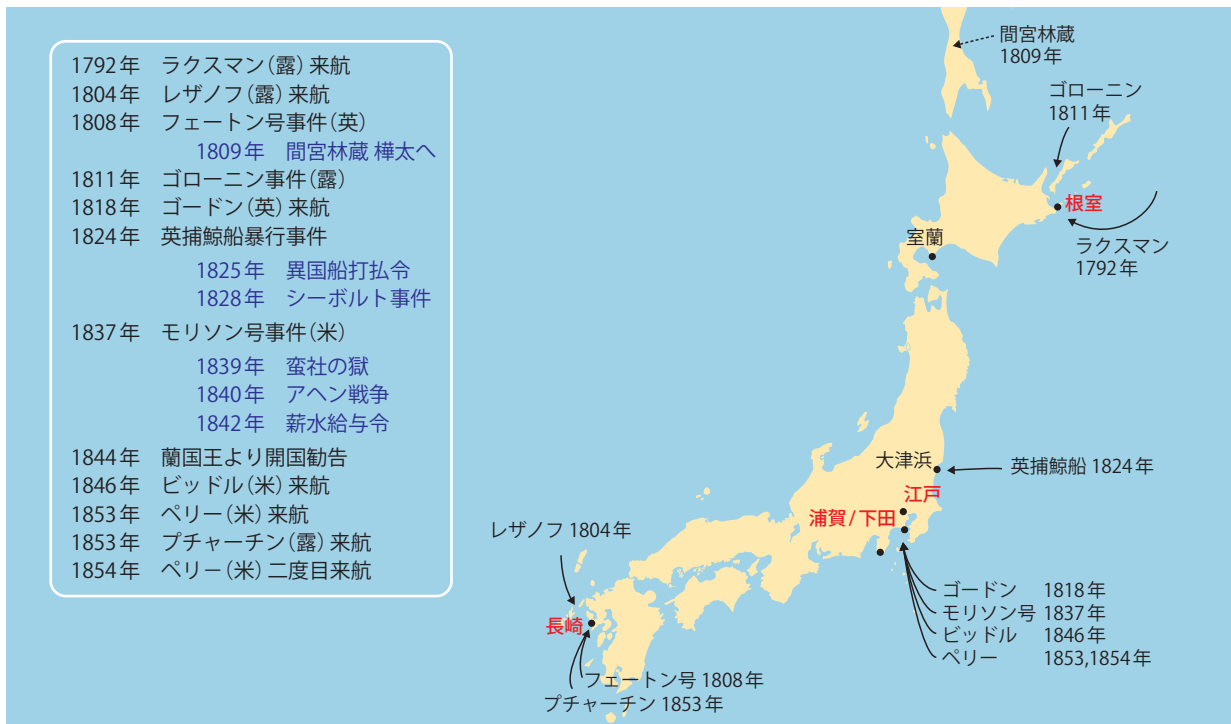 1792年 ラクスマン(露)来航
1804年 レザノフ(露)来航
1808年 フェートン号事件(英)
1809年 間宮林蔵 樺太へ
1811年 ゴローニン事件(露)
1818年 ゴードン(英)来航
1824年 英捕鯨船暴行事件
1825年 異国船打払令
1828年 シーボルト事件
1837年 モリソン号事件(米)
1839年 蛮社の獄
1840年 アヘン戦争
1842年 薪水給与令
1844年 蘭国王より開国勧告
1846年 ビッドル(米)来航
1853年 ペリー(米)来航
1853年 プチャーチン(露)来航
1854年 ペリー(米)二度目来航
間宮林蔵
1809年
ゴローニン
1811年
根室
ラクスマン
1792年
室蘭
大津浜
英捕鯨船 1824年
江戸
浦賀/下田
レザノフ 1804年
長崎
フェートン号 1808年
プチャーチン 1853年
ゴードン 1818年
モリソン号 1837年
ビッドル 1846年
ペリー 1853,1854年